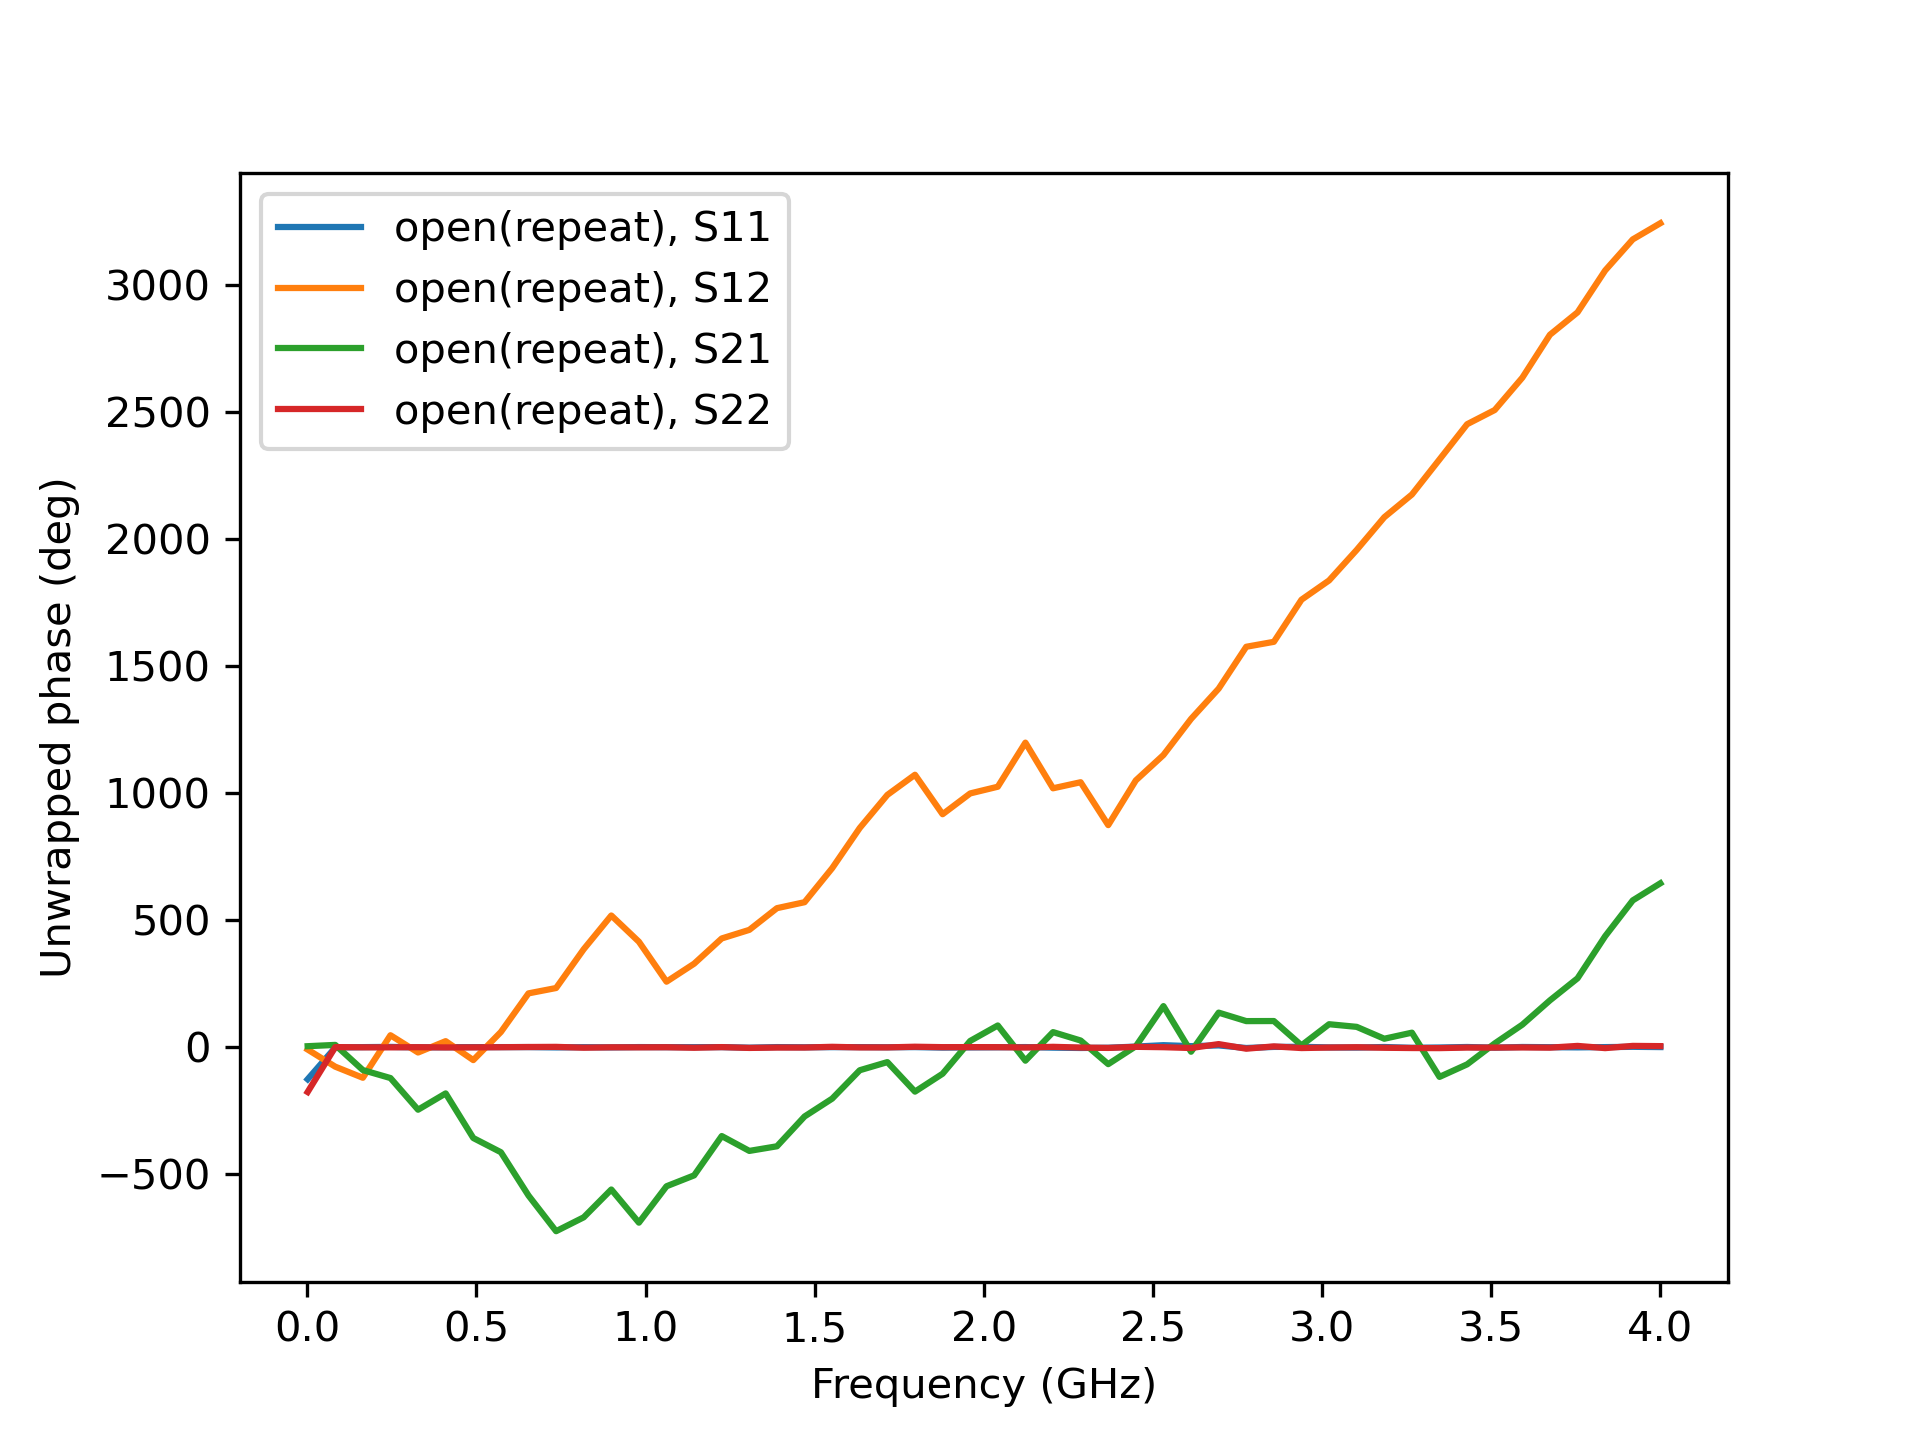 open(repeat), S11
open(repeat), S12
open(repeat), S21
open(repeat), S22
3000
2500
2000
1500
1000
500
0
−500
Unwrapped phase (deg)
0.0 0.5 1.0 1.5 2.0 2.5 3.0 3.5 4.0
Frequency (GHz)